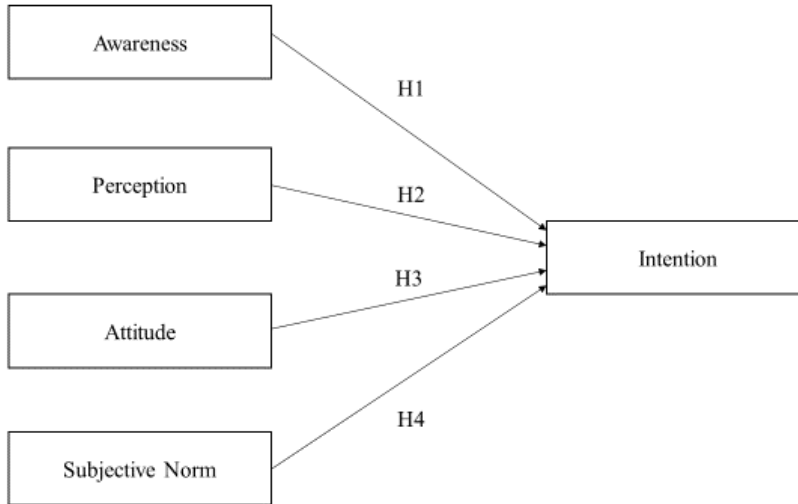 Awareness
H1
Perception
H2
Intention
H3
Attitude
H4
Subjective Norm